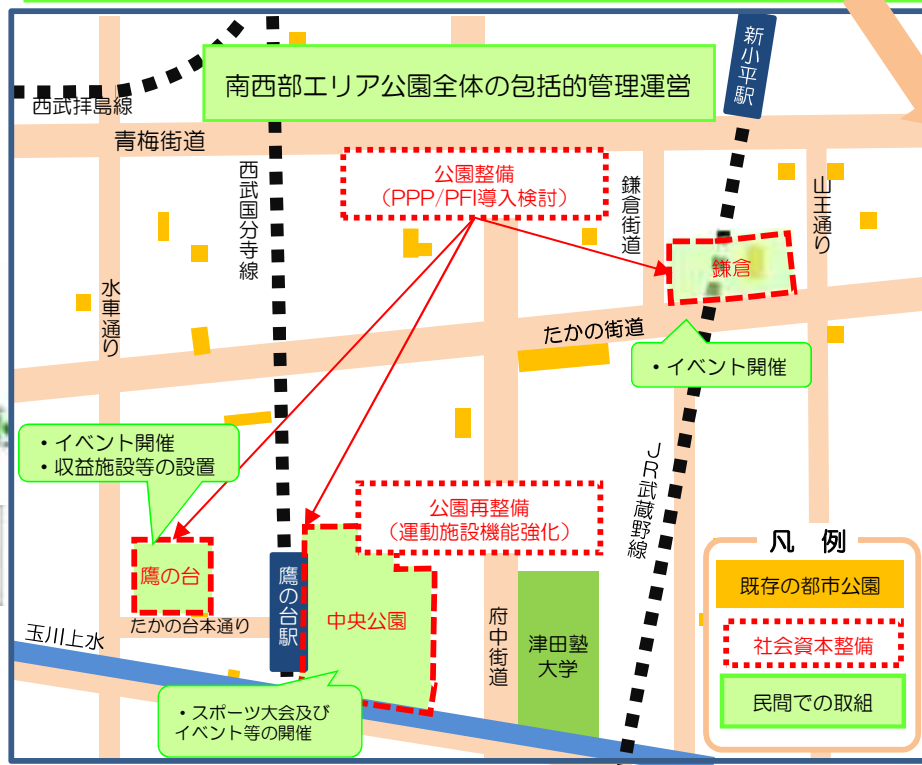 南西部エリア公園全体の包括的管理運営
新小平駅
西武拝島線
青梅街道
西武国分寺線
公園整備
（PPP/PFI導入検討）
鎌倉街道
山王通り
鎌倉
水車通り
たかの街道
・イベント開催
・イベント開催
・収益施設等の設置
JR武蔵野線
公園再整備
（運動施設機能強化）
鷹の台
鷹の台駅
中央公園
たかの台本通り
玉川上水
府中街道
津田塾
大学
・スポーツ大会及び
イベント等の開催
凡 例
既存の都市公園
社会資本整備
民間での取組